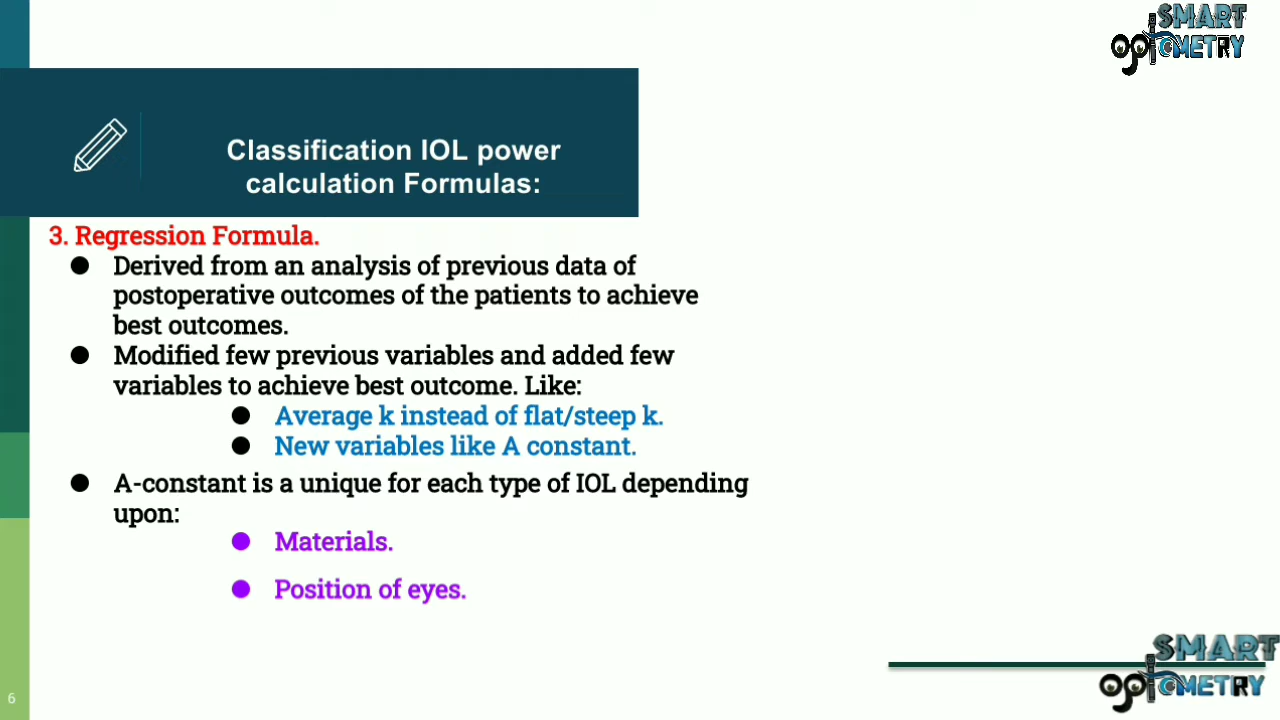 SMART
OPTOMETRY
Classification IOL power
calculation Formulas:
3. Regression Formula.
● Derived from an analysis of previous data of
postoperative outcomes of the patients to achieve
best outcomes.
● Modified few previous variables and added few
variables to achieve best outcome. Like:
● Average k instead of flat/steep k.
● New variables like A constant.
● A-constant is a unique for each type of IOL depending
upon:
● Materials.
● Position of eyes.
SMART
OPTOMETRY
6